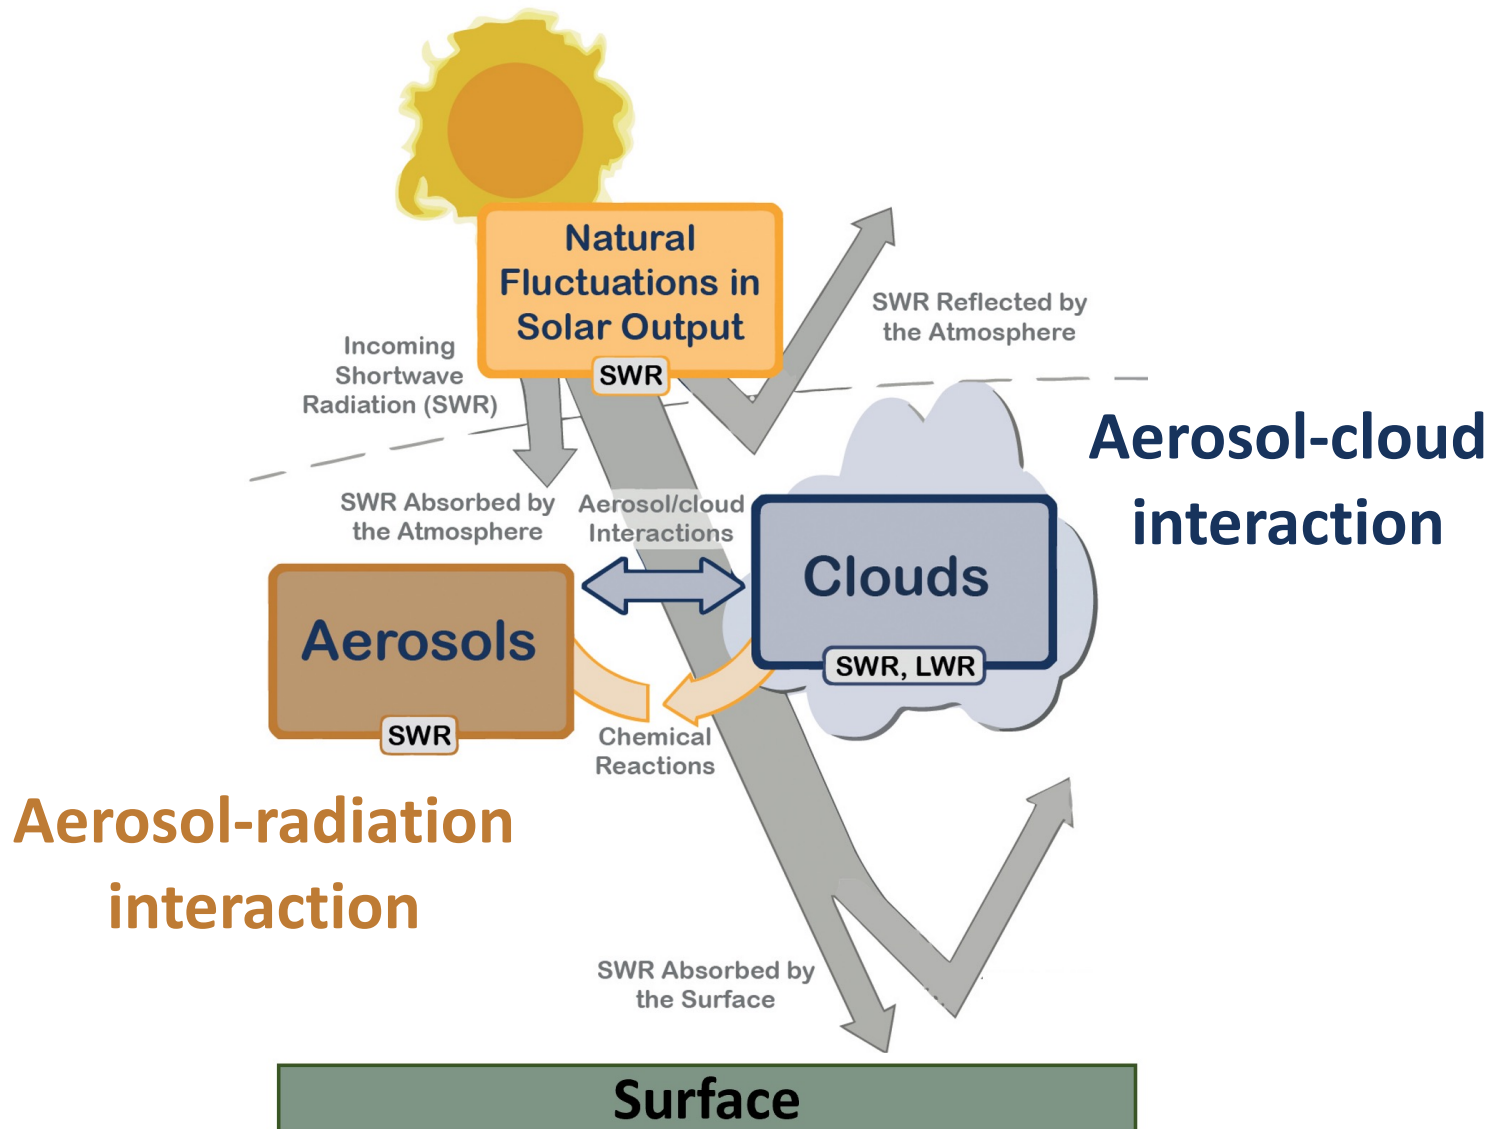 Natural
Fluctuations in
Solar Output
SWR
SWR Reflected by
the Atmosphere
Incoming
Shortwave
Radiation (SWR)
Aerosol-cloud
interaction
SWR Absorbed by
the Atmosphere
Aerosol/cloud
Interactions
Clouds
SWR, LWR
Aerosols
SWR
Chemical
Reactions
Aerosol-radiation
interaction
SWR Absorbed by
the Surface
Surface